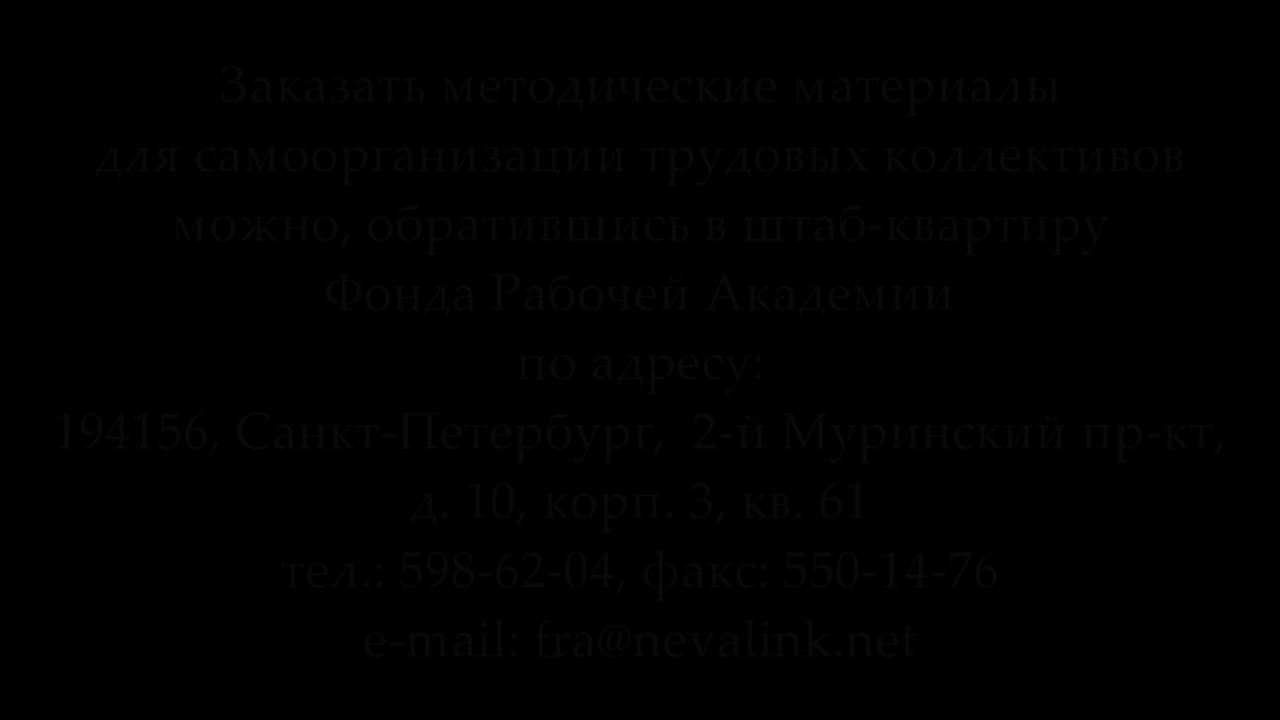 Заказать методические материалы
для самоорганизации трудовых коллективов
можно, обратившись в штаб-квартиру
Фонда Рабочей Академии
по адресу:
194156, Санкт-Петербург, 2-й Муринский пр-кт,
д. 10, корп. 3, кв. 61
тел.: 598-62-04, факс: 550-14-76
e-mail: fra@nevalink.net